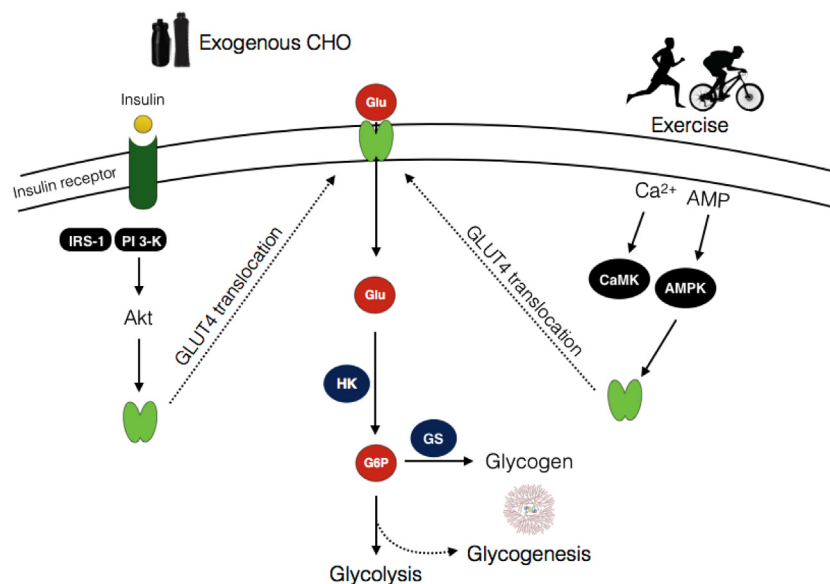 Exogenous CHO
Insulin
Glu
Exercise
Insulin receptor
Ca²⁺ AMP
IRS-1 PI 3-K
GLUT4 translocation
GLUT4 translocation
CaMK
AMPK
Glu
Akt
HK
GS
G6P
Glycogen
Glycolysis
Glycogenesis